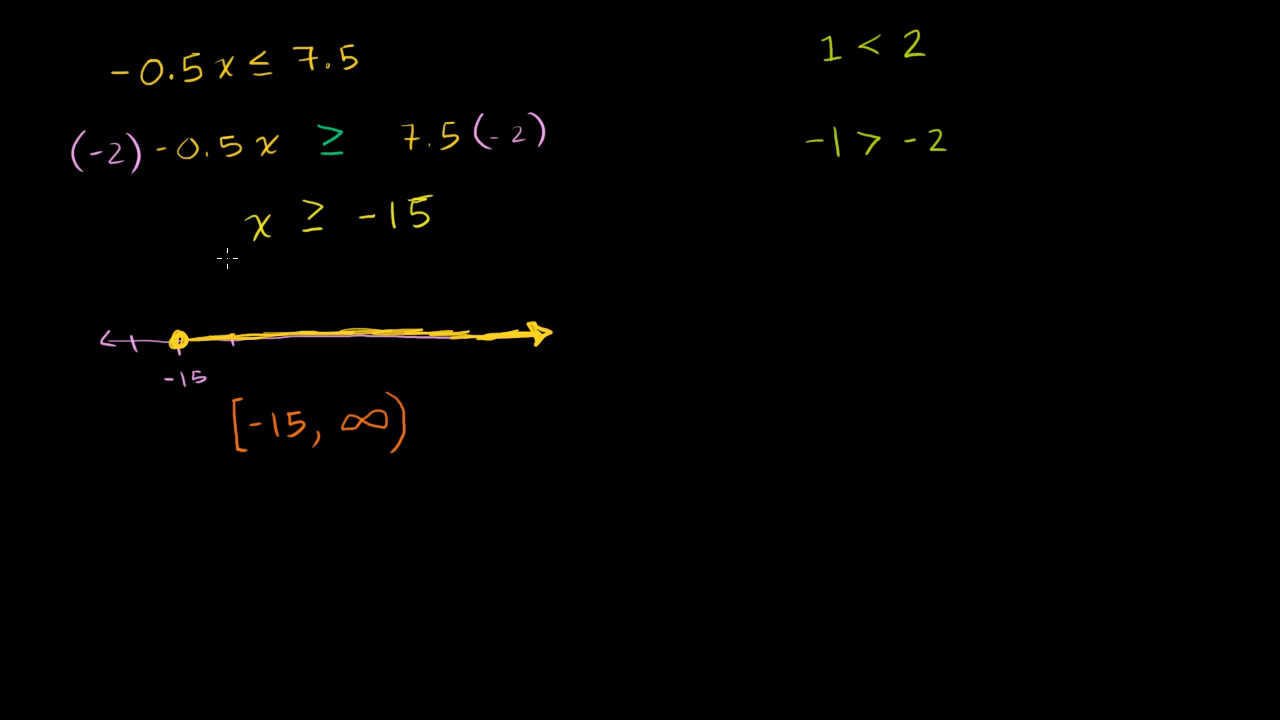 -0.5x ≤ 7.5
(-2) -0.5x ≥ 7.5 (-2)
x ≥ -15
-15
[-15, ∞)
1 < 2
-1 > -2